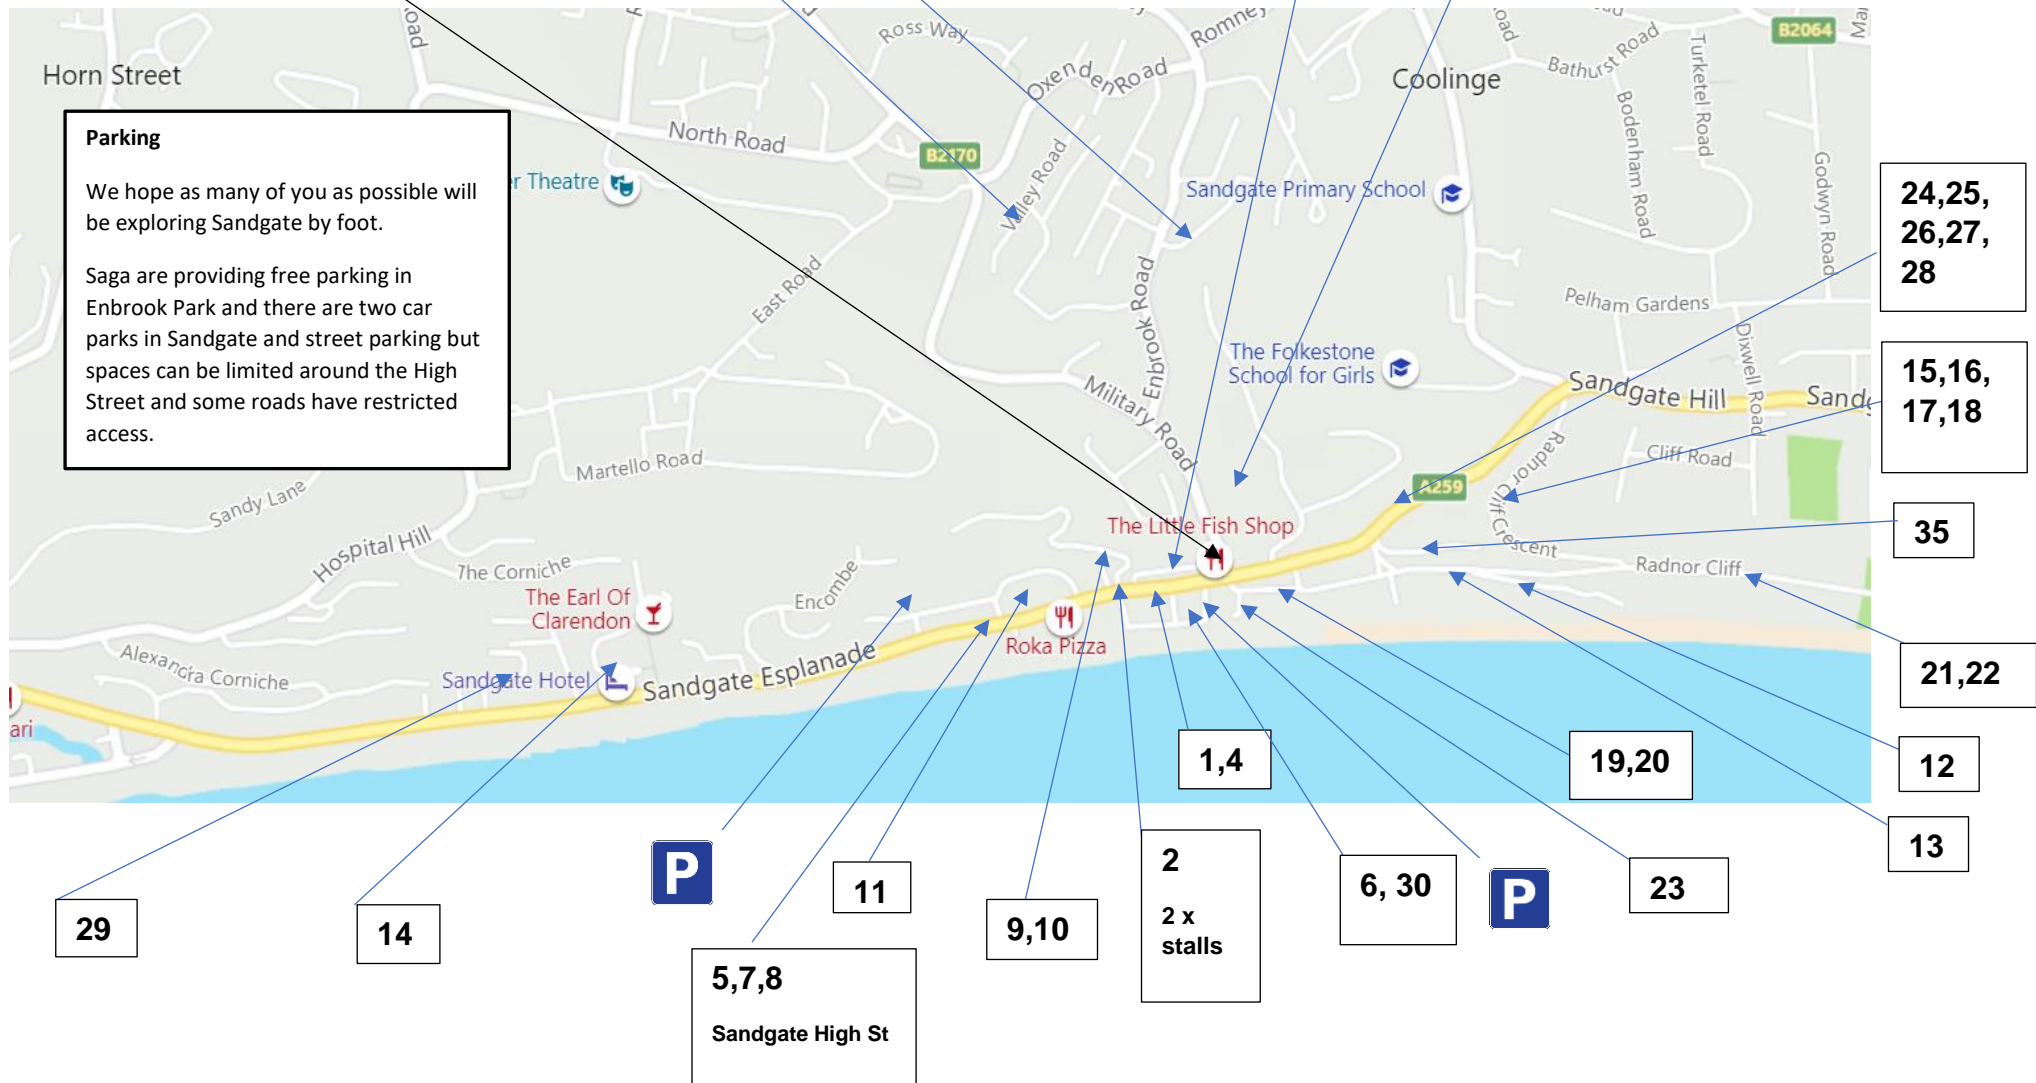 Horn Street
Parking
We hope as many of you as possible will
be exploring Sandgate by foot.
Saga are providing free parking in
Enbrook Park and there are two car
parks in Sandgate and street parking but
spaces can be limited around the High
Street and some roads have restricted
access.
Road
North Road
B2170
Ross Way
Oxenden Road
Romney
Valley Road
Theatre
East Road
Enbrook Road
Military Road
Coolinge
Sandgate Primary School
The Folkestone
School for Girls
Bathurst Road
Turketel Road
Bodenham Road
Godwyn Road
B2064
Pelham Gardens
Dixwell Road
Sandgate Hill
Cliff Road
Radnor Cliff Crescent
A259
Radnor Cliff
The Little Fish Shop
Martello Road
Sandy Lane
Hospital Hill
The Corniche
The Earl Of
Clarendon
Encombe
Roka Pizza
Alexandra Corniche
Sandgate Hotel
Sandgate Esplanade
24,25,
26,27,
28
15,16,
17,18
35
21,22
12
13
1,4
19,20
29
14
P
11
9,10
2
2 x
stalls
6, 30
P
23
5,7,8
Sandgate High St